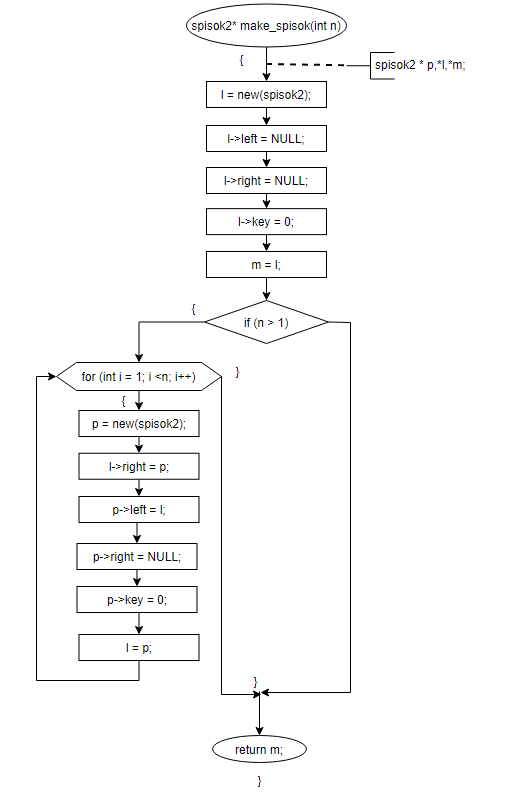 spisok2* make_spisok(int n)
{
spisok2 * p,*l,*m;
l = new(spisok2);
l->left = NULL;
l->right = NULL;
l->key = 0;
m = l;
{
if (n > 1)
for (int i = 1; i <n; i++)
}
{
p = new(spisok2);
l->right = p;
p->left = l;
p->right = NULL;
p->key = 0;
l = p;
}
return m;
}